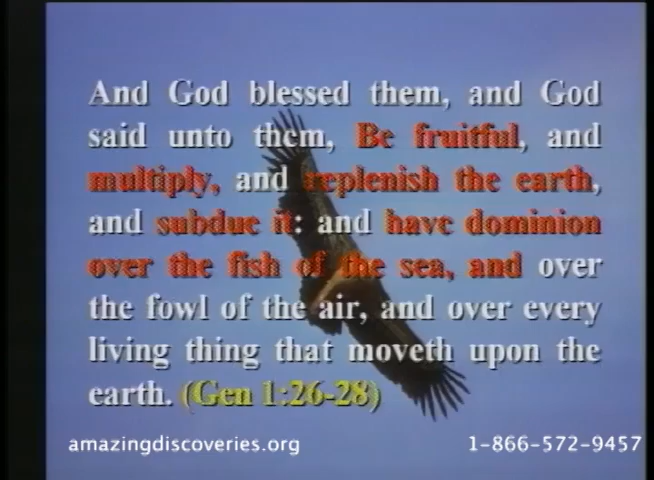 And God blessed them, and God
said unto them, Be fruitful, and
multiply, and replenish the earth,
and subdue it: and have dominion
over the fish of the sea, and over
the fowl of the air, and over every
living thing that moveth upon the
earth. (Gen 1:26-28)
amazingdiscoveries.org
1-866-572-9457